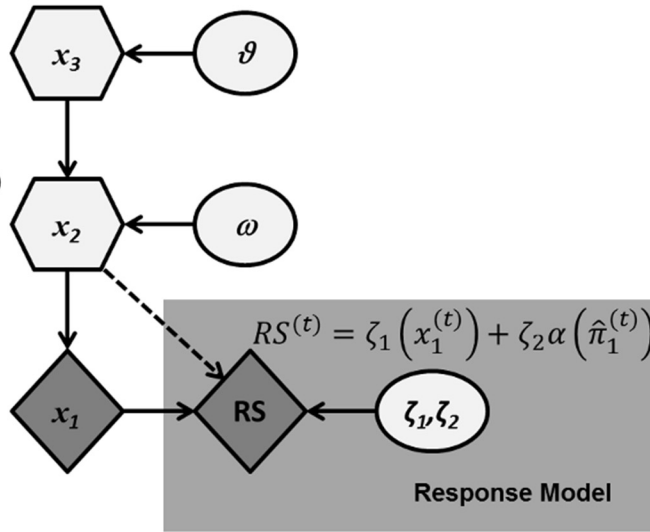 x₃
ϑ
x₂
ω
RS⁽ᵗ⁾ = ζ₁(x₁⁽ᵗ⁾) + ζ₂α(π̂₁⁽ᵗ⁾)
x₁
RS
ζ₁,ζ₂
Response Model